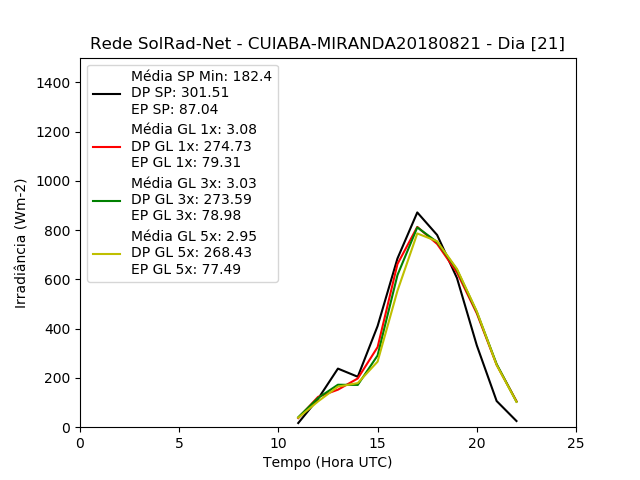 Rede SolRad-Net - CUIABA-MIRANDA20180821 - Dia [21]
Média SP Min: 182.4
DP SP: 301.51
EP SP: 87.04
Média GL 1x: 3.08
DP GL 1x: 274.73
EP GL 1x: 79.31
Média GL 3x: 3.03
DP GL 3x: 273.59
EP GL 3x: 78.98
Média GL 5x: 2.95
DP GL 5x: 268.43
EP GL 5x: 77.49
Irradiância (Wm-2)
1400
1200
1000
800
600
400
200
0
0 5 10 15 20 25
Tempo (Hora UTC)